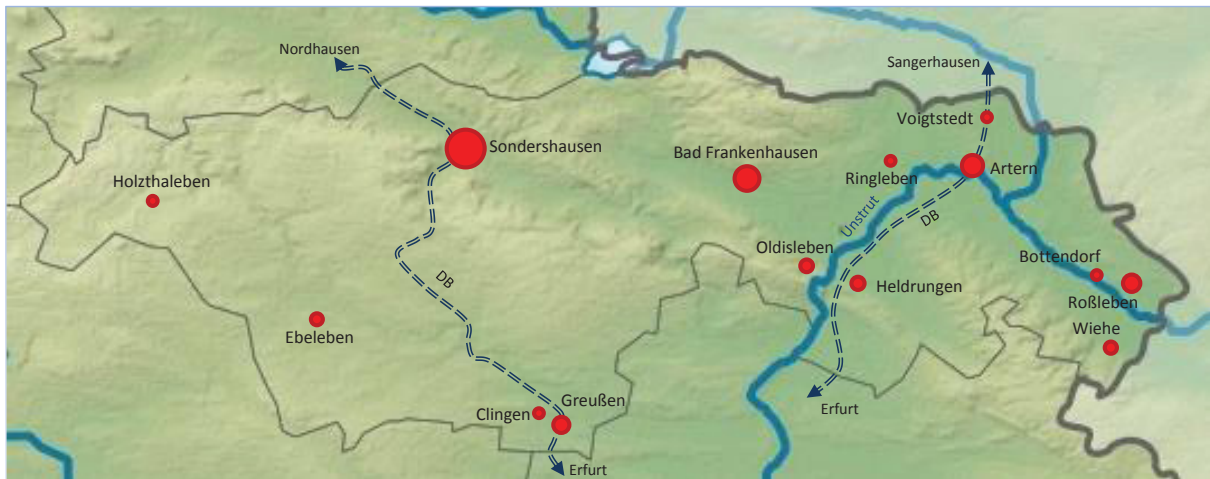 Nordhausen
Sangerhausen
Voigtstedt
Sondershausen
Bad Frankenhausen
Ringleben
Artern
Holzthaleben
Unstrut
DB
Oldisleben
Bottendorf
DB
Heldrungen
Roßleben
Ebeleben
Wiehe
Greußen
Clingen
Erfurt
Erfurt